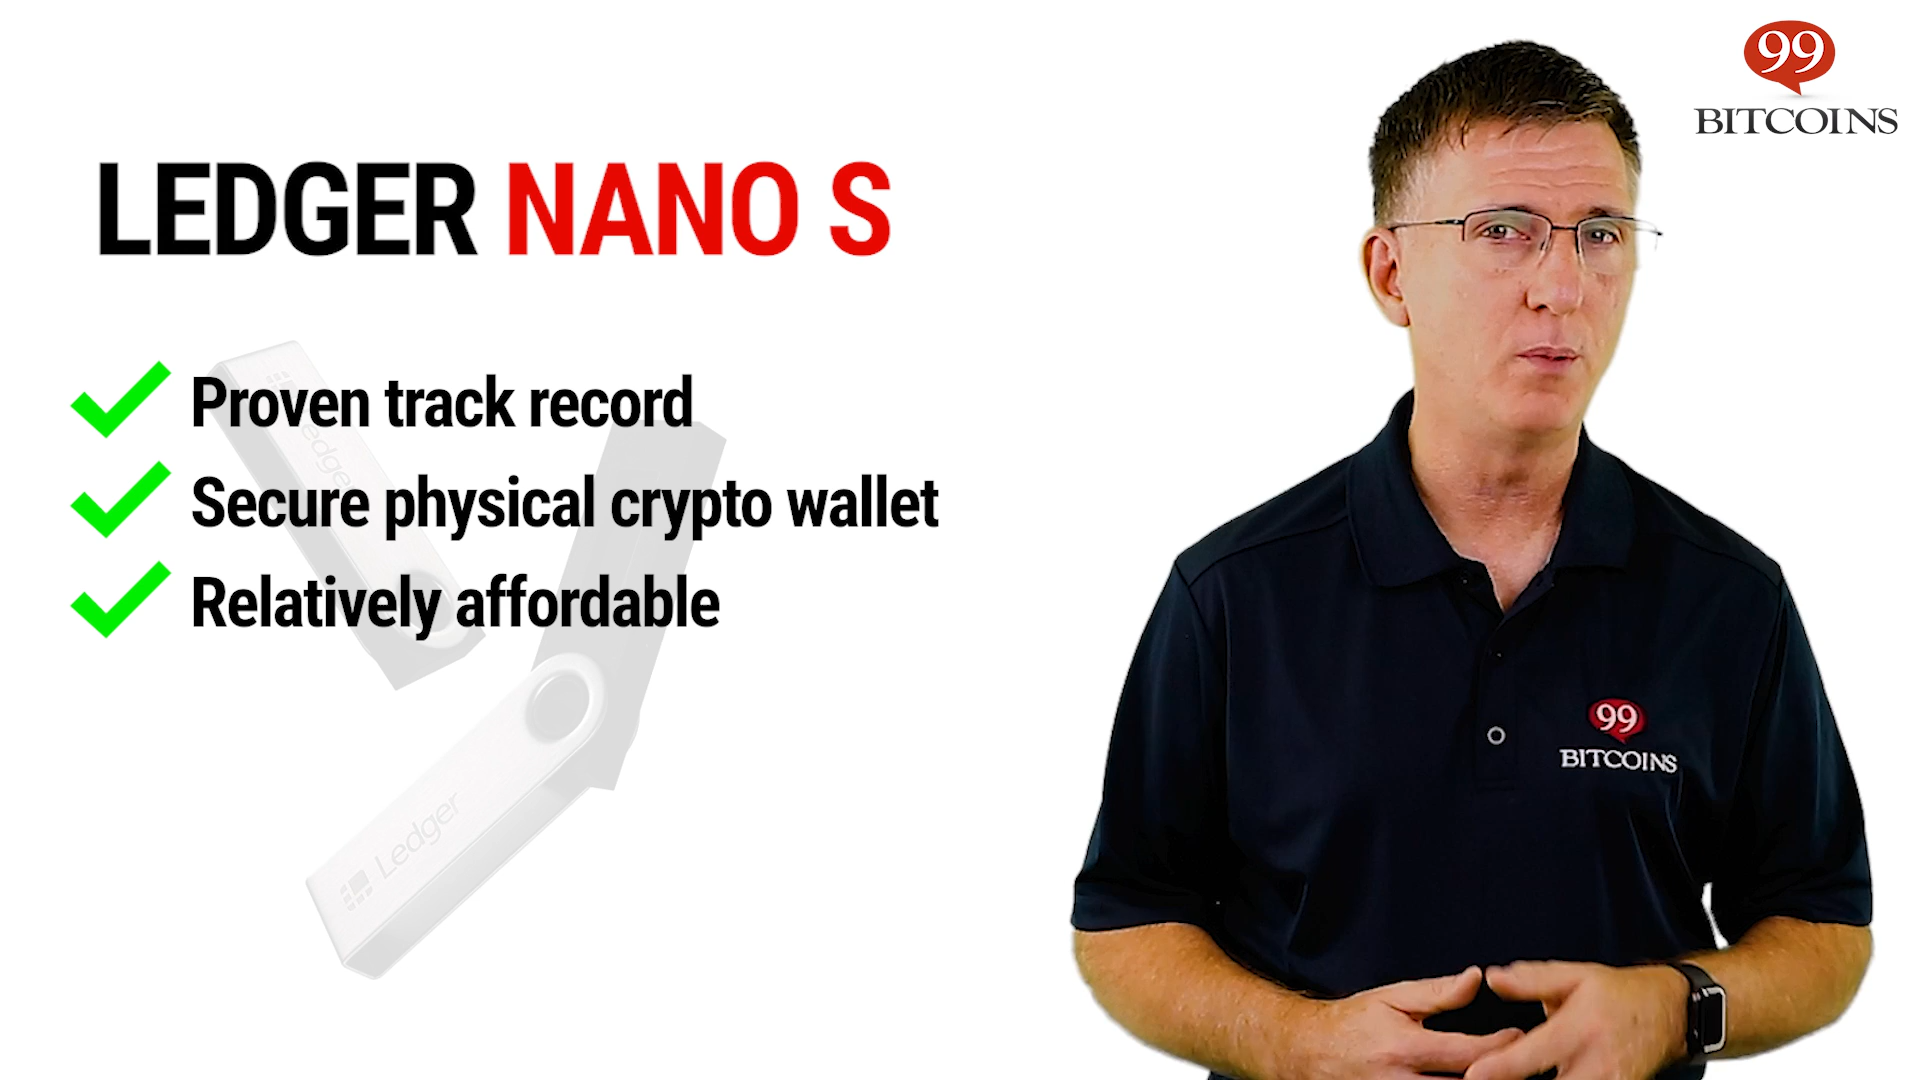 99
BITCOINS
LEDGER NANO S
Proven track record
Secure physical crypto wallet
Relatively affordable
Ledger
Ledger
99
BITCOINS